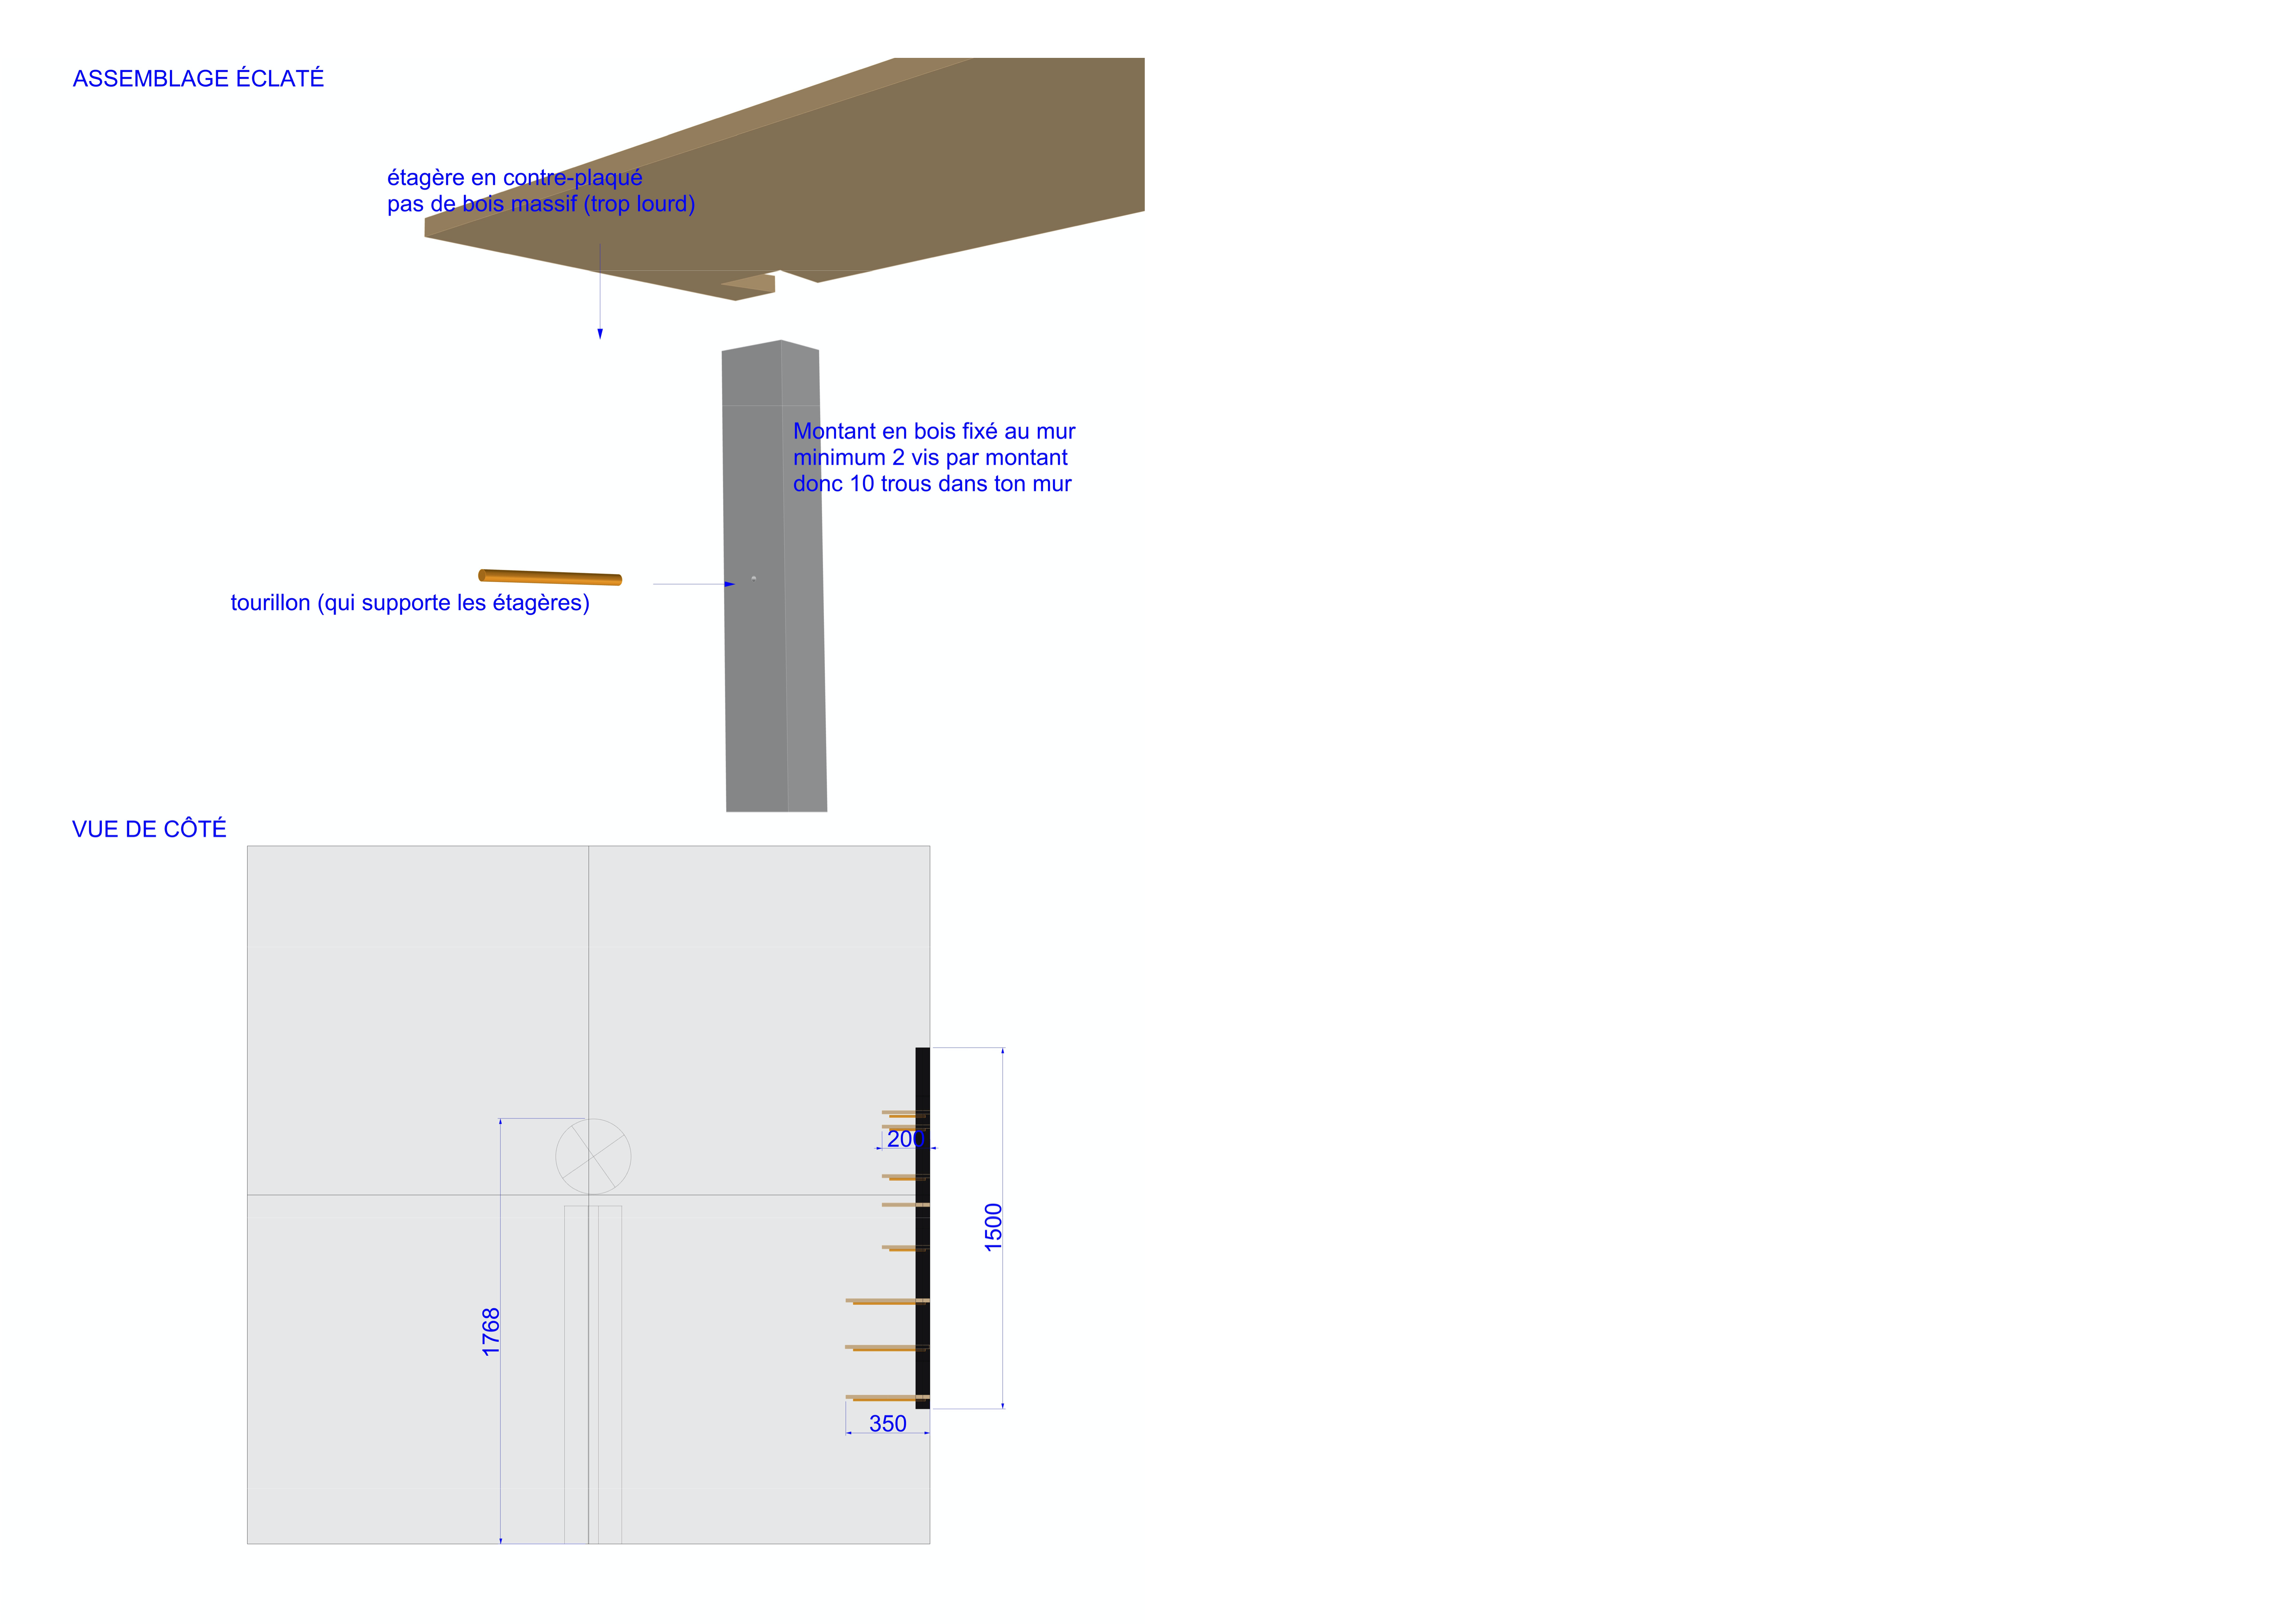 ASSEMBLAGE ÉCLATÉ
étagère en contre-plaqué
pas de bois massif (trop lourd)
Montant en bois fixé au mur
minimum 2 vis par montant
donc 10 trous dans ton mur
tourillon (qui supporte les étagères)
VUE DE CÔTÉ
200
1500
1768
350